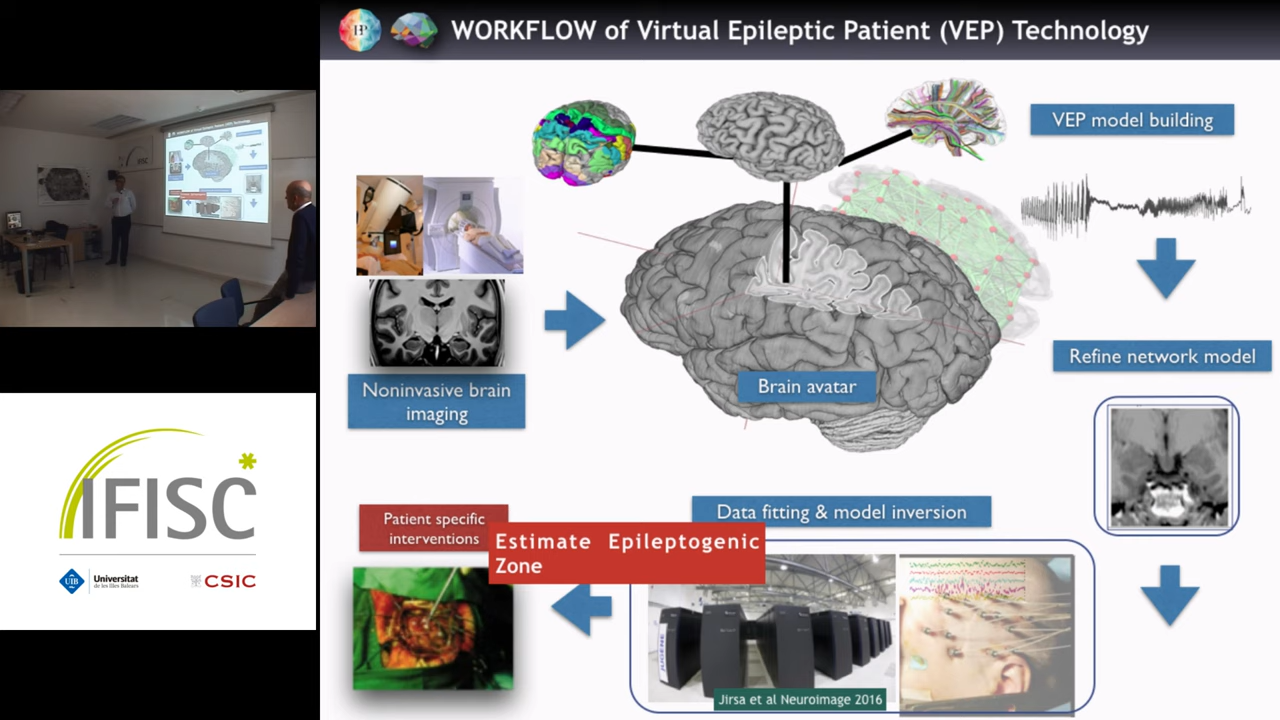 WORKFLOW of Virtual Epileptic Patient (VEP) Technology
VEP model building
Noninvasive brain
imaging
Brain avatar
Refine network model
Data fitting & model inversion
Patient specific
interventions
Estimate Epileptogenic
Zone
Jirsa et al Neuroimage 2016
IFISC
UIB
Universitat
de les Illes Balears
CSIC